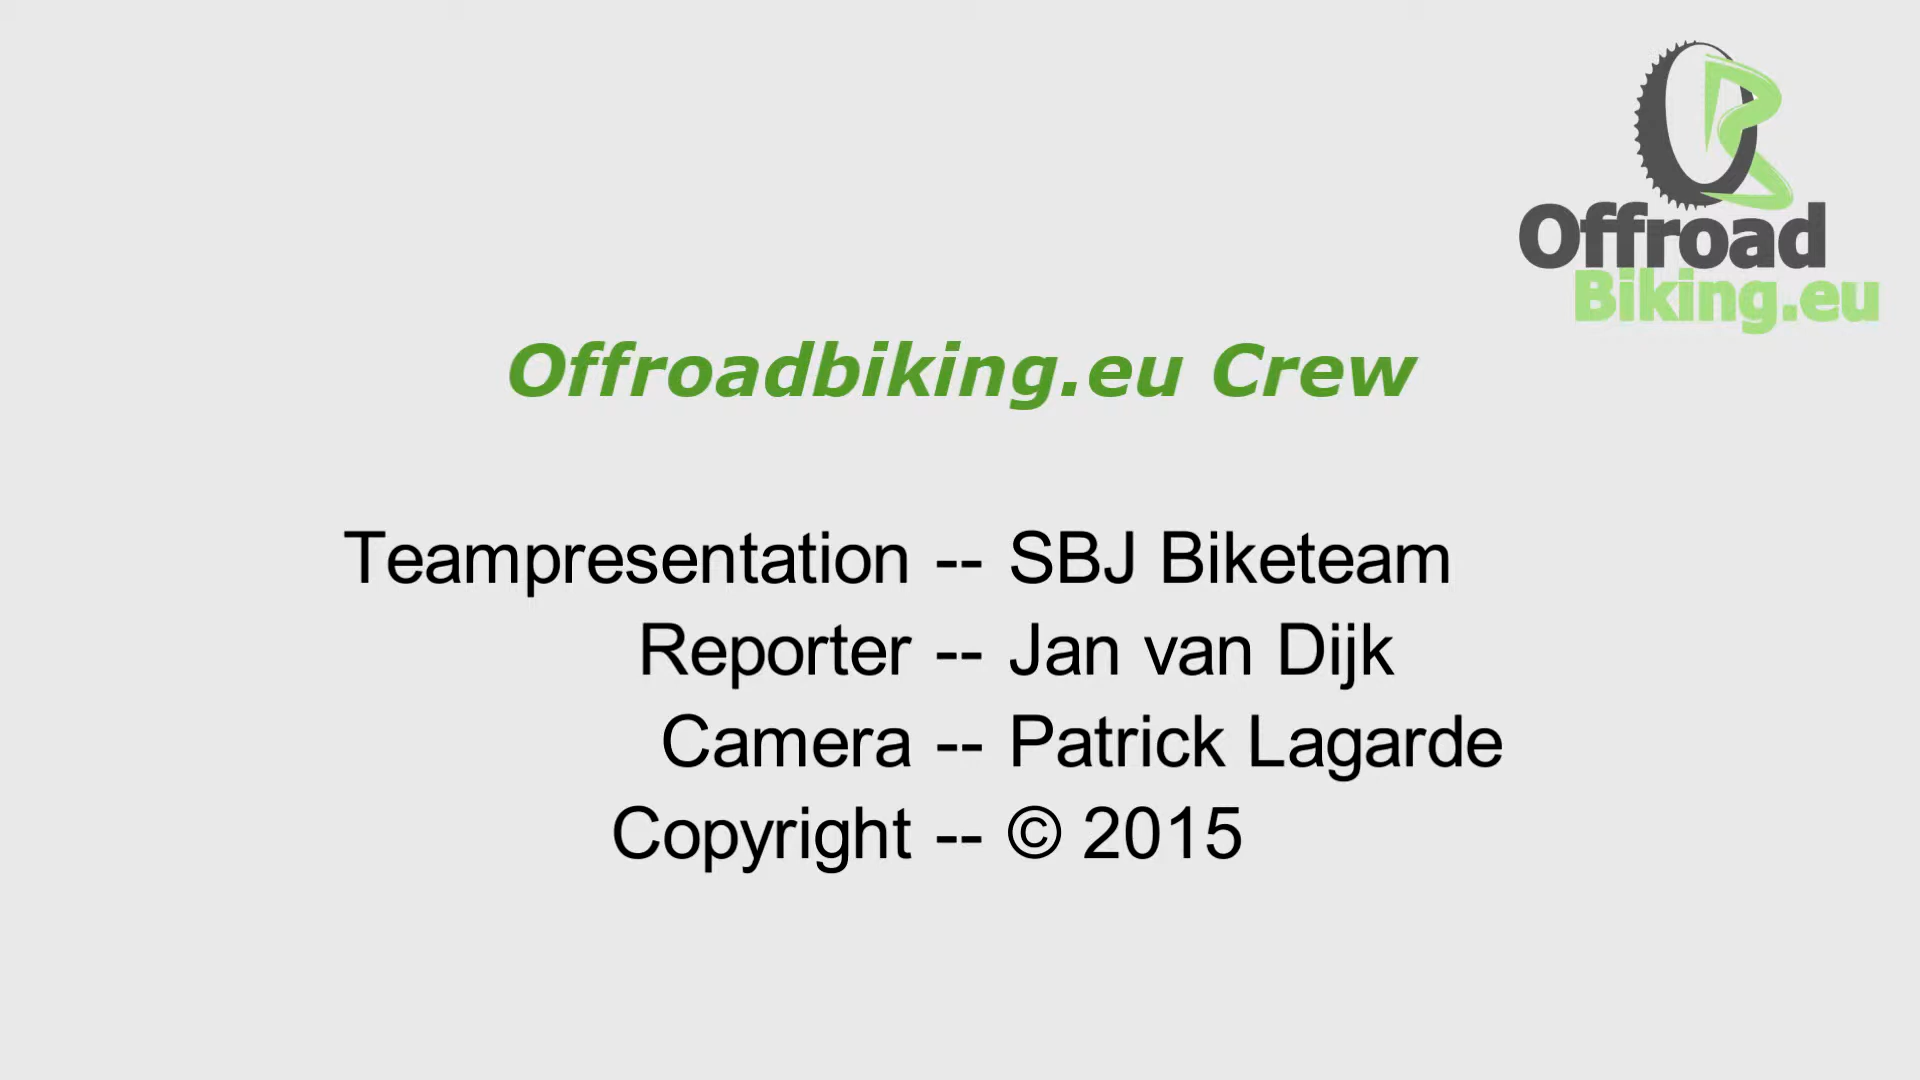 Offroad
Biking.eu
Offroadbiking.eu Crew
Teampresentation -- SBJ Biketeam
Reporter -- Jan van Dijk
Camera -- Patrick Lagarde
Copyright -- © 2015